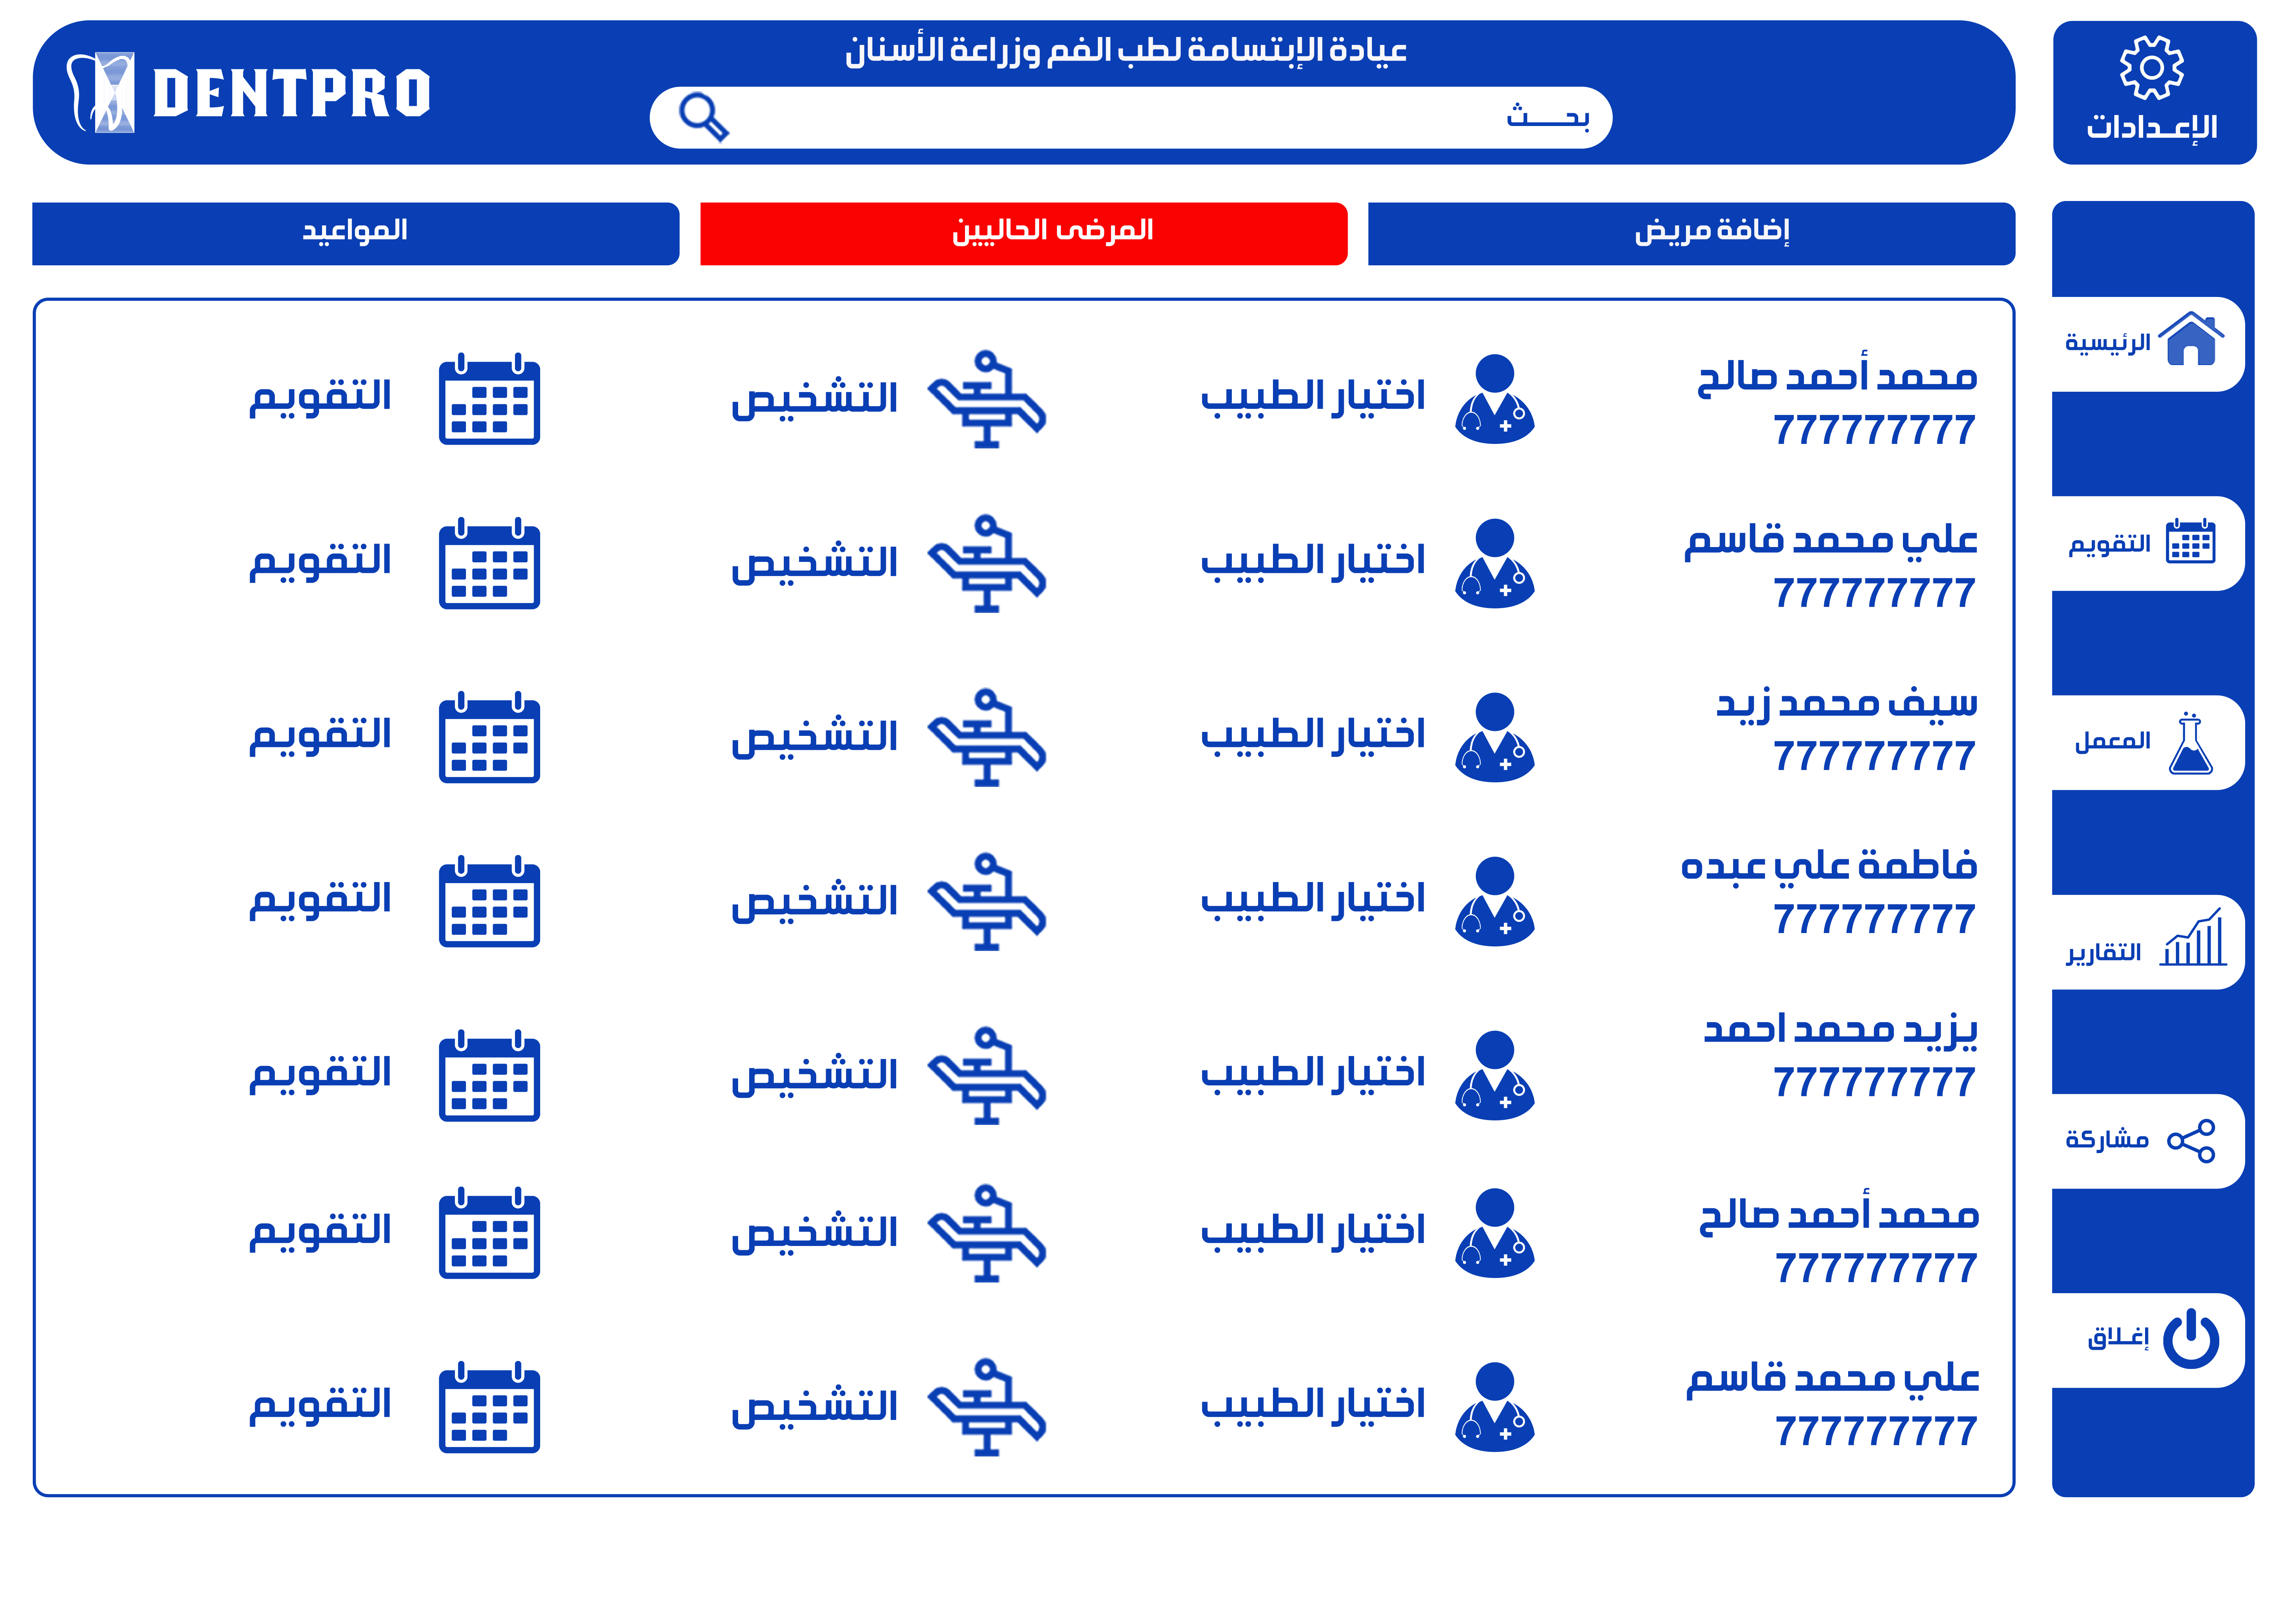 عيادة الإبتسامة لطب الفم وزراعة الأسنان
DENTPRO
بحـــث
الإعـدادات
إضافة مريض
المرضى الحاليين
المواعيد
الرئيسية
التقويم
المعمل
التقارير
مشاركة
إغـلاق
محمد أحمد صالح
777777777
اختيار الطبيب
التشخيص
التقويم
علي محمد قاسم
777777777
اختيار الطبيب
التشخيص
التقويم
سيف محمد زيد
777777777
اختيار الطبيب
التشخيص
التقويم
فاطمة علي عبده
777777777
اختيار الطبيب
التشخيص
التقويم
يزيد محمد احمد
777777777
اختيار الطبيب
التشخيص
التقويم
محمد أحمد صالح
777777777
اختيار الطبيب
التشخيص
التقويم
علي محمد قاسم
777777777
اختيار الطبيب
التشخيص
التقويم